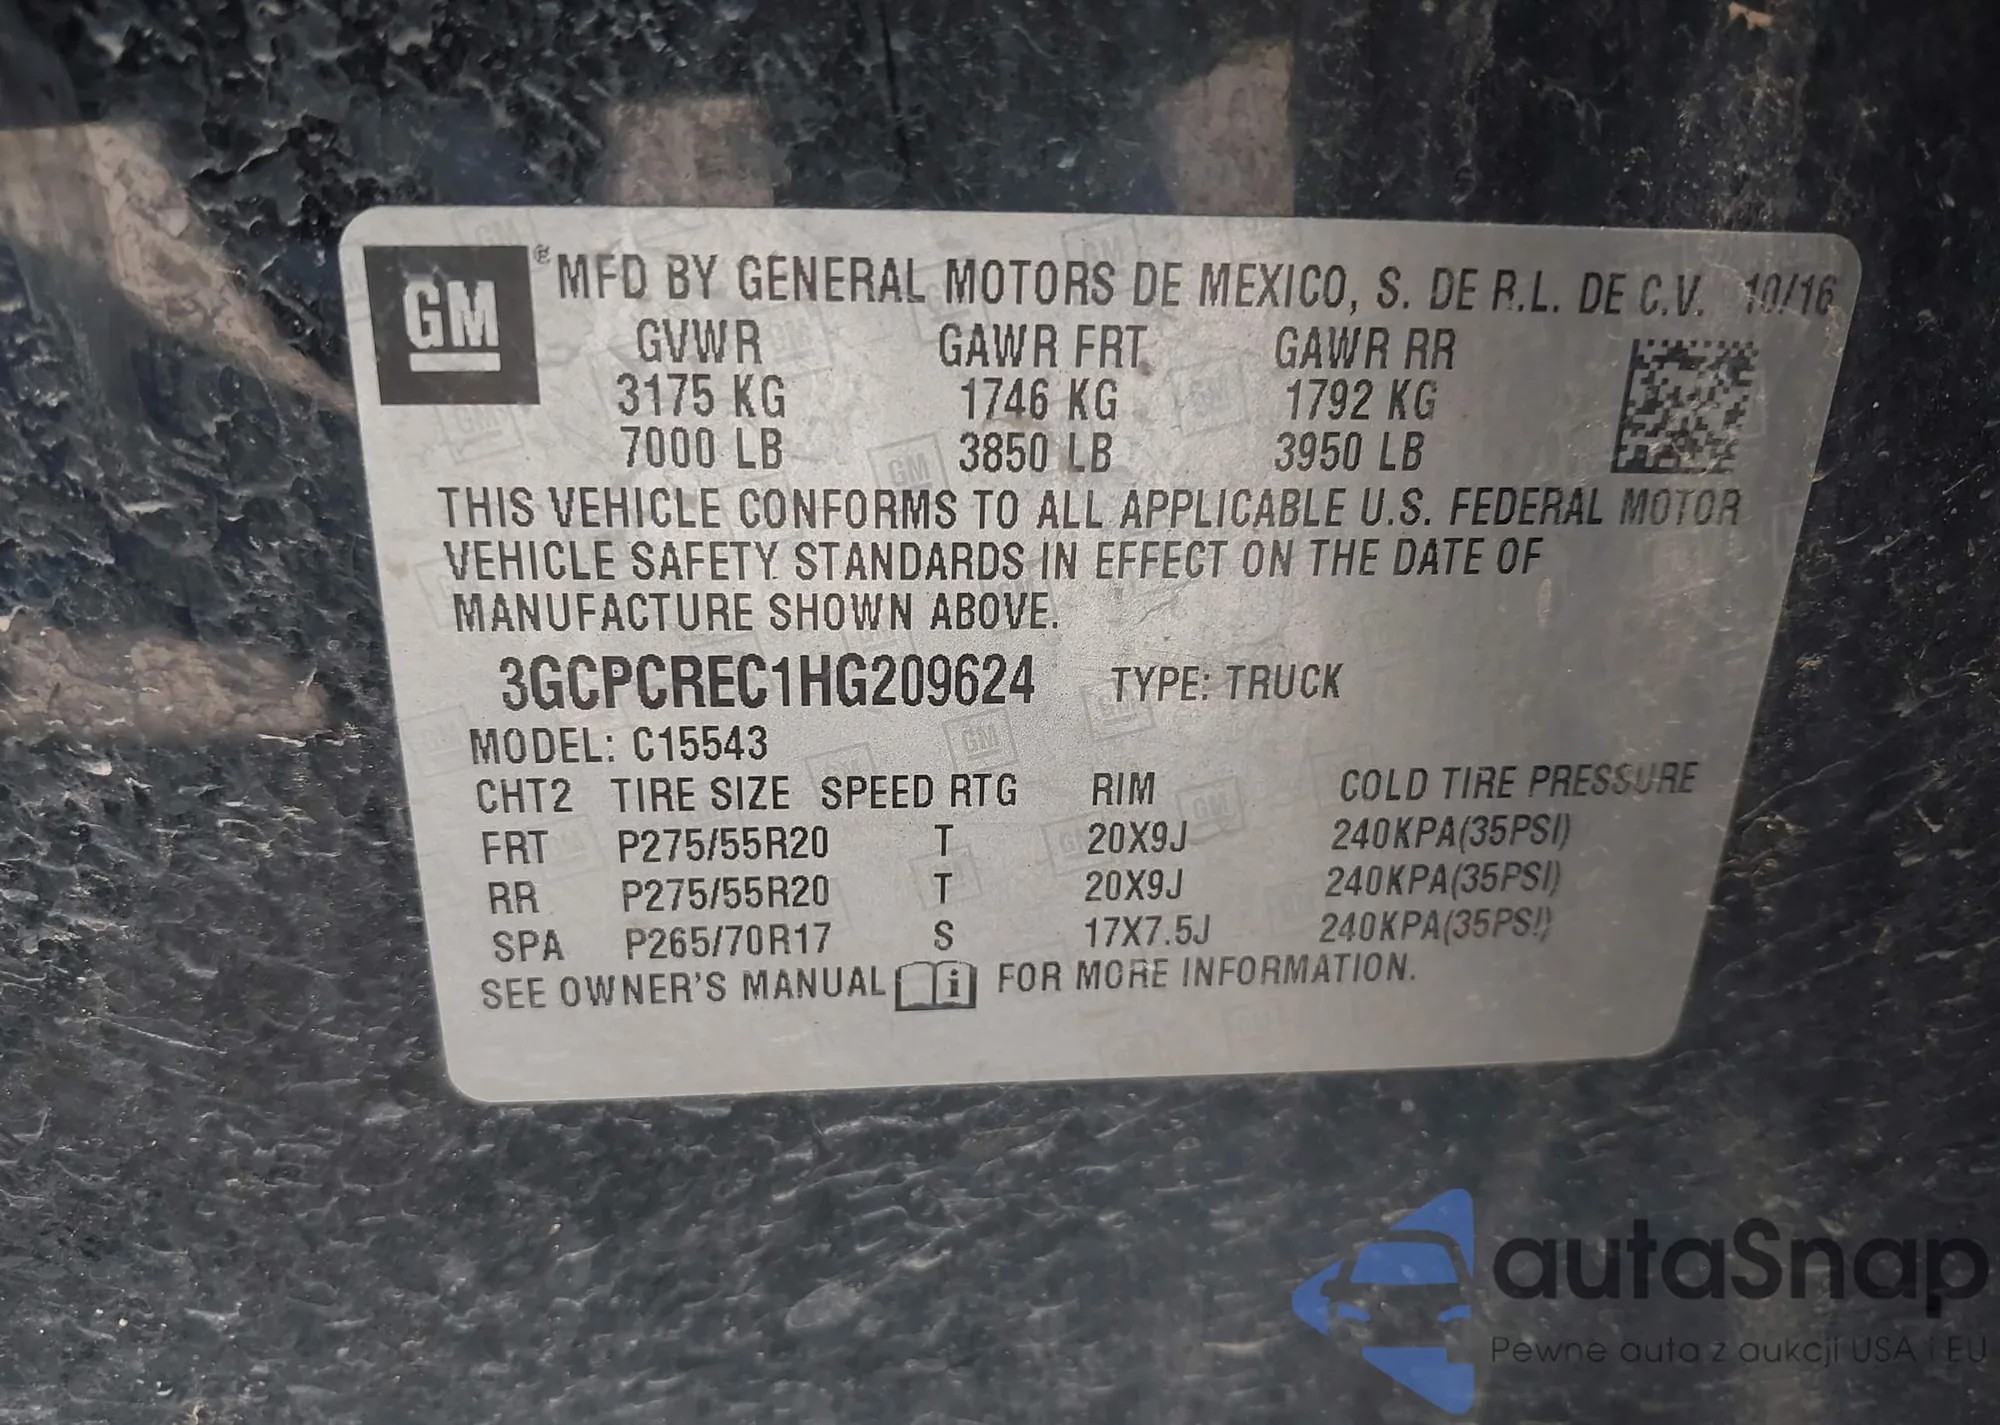 GM ® MFD BY GENERAL MOTORS DE MEXICO, S. DE R.L. DE C.V. 10/16
GVWR GAWR FRT GAWR RR
3175 KG 1746 KG 1792 KG
7000 LB 3850 LB 3950 LB
THIS VEHICLE CONFORMS TO ALL APPLICABLE U.S. FEDERAL MOTOR
VEHICLE SAFETY STANDARDS IN EFFECT ON THE DATE OF
MANUFACTURE SHOWN ABOVE.
3GCPCREC1HG209624 TYPE: TRUCK
MODEL: C15543
CHT2 TIRE SIZE SPEED RTG RIM COLD TIRE PRESSURE
FRT P275/55R20 T 20X9J 240KPA(35PSI)
RR P275/55R20 T 20X9J 240KPA(35PSI)
SPA P265/70R17 S 17X7.5J 240KPA(35PSI)
SEE OWNER'S MANUAL i FOR MORE INFORMATION.
autaSnap
Pewne auta z aukcji USA i EU